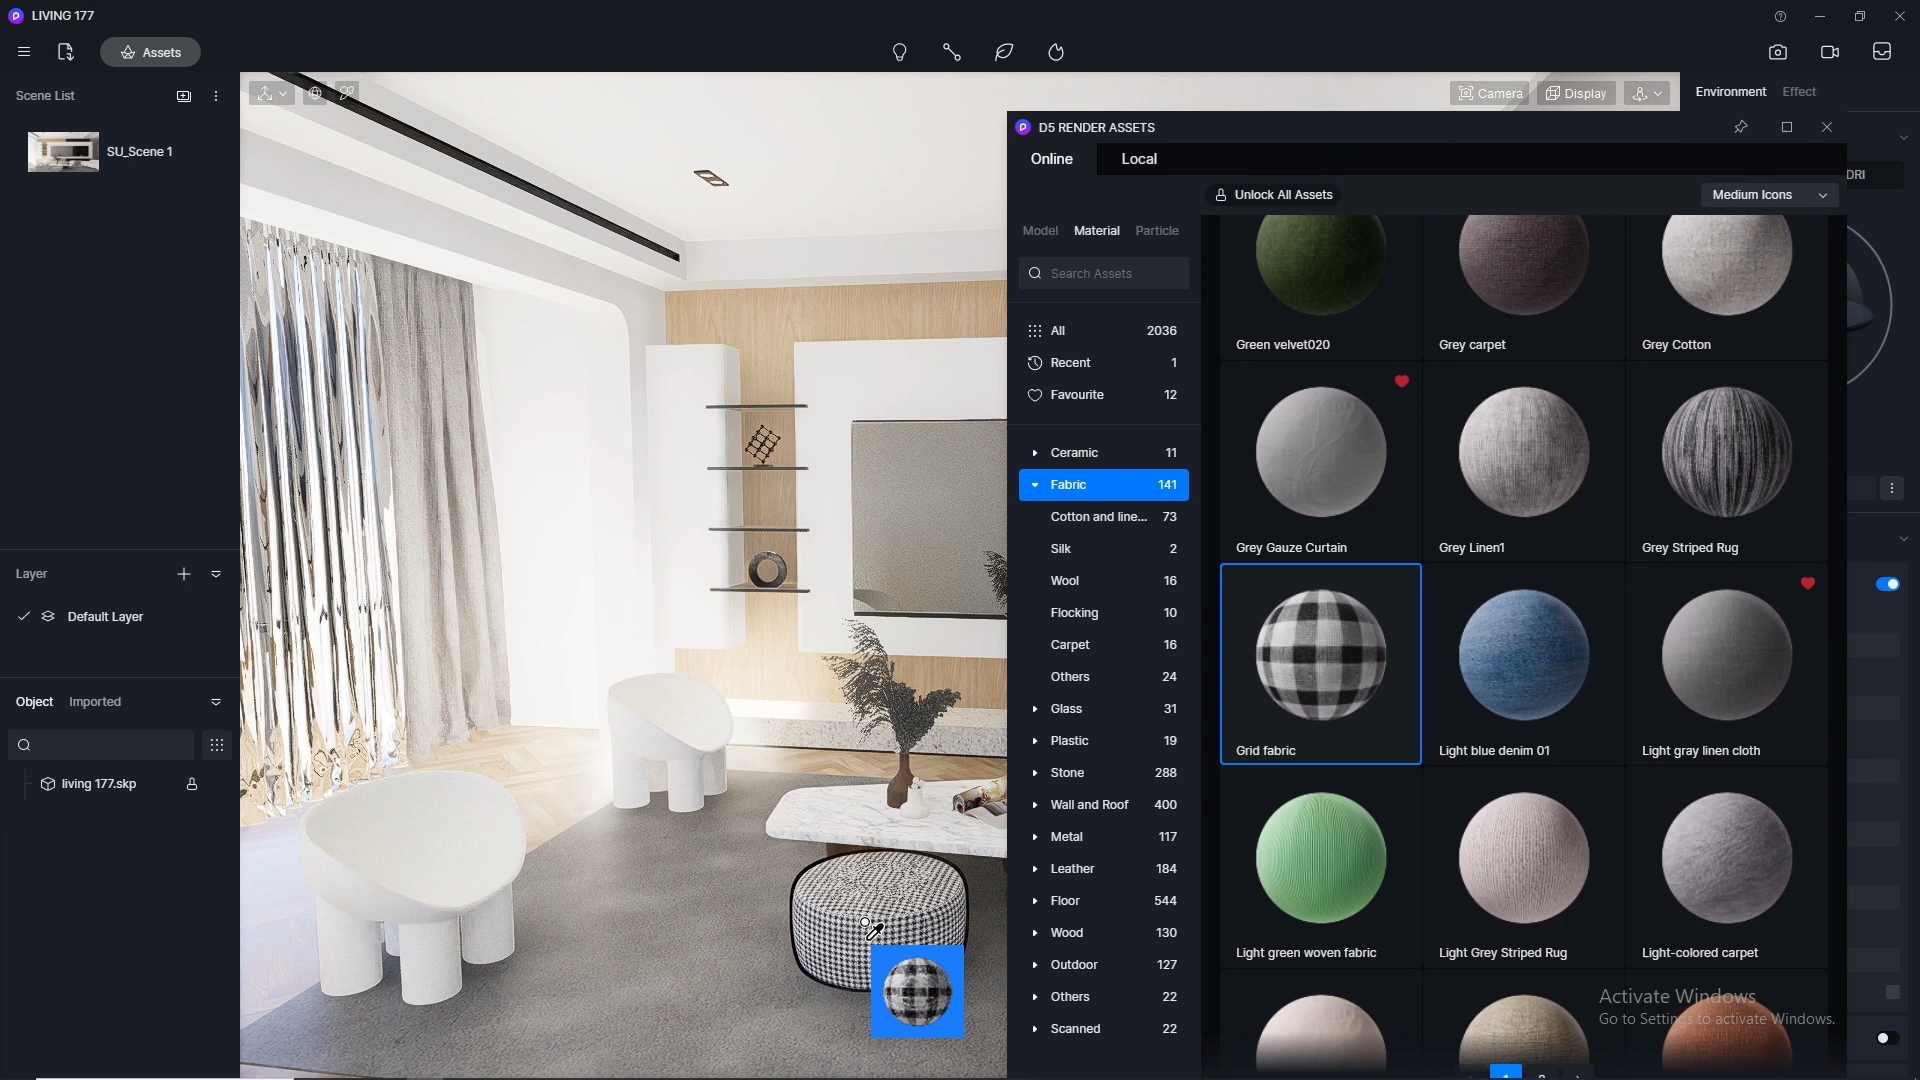 LIVING 177
Assets
Scene List
SU_Scene 1
Layer
Default Layer
Object Imported
living 177.skp
Camera
Display
Environment Effect
DRI
D5 RENDER ASSETS
Online Local
Unlock All Assets
Medium Icons
Model Material Particle
Search Assets
All 2036
Recent 1
Favourite 12
Ceramic 11
Fabric 141
Cotton and line... 73
Silk 2
Wool 16
Flocking 10
Carpet 16
Others 24
Glass 31
Plastic 19
Stone 288
Wall and Roof 400
Metal 117
Leather 184
Floor 544
Wood 130
Outdoor 127
Others 22
Scanned 22
Green velvet020
Grey carpet
Grey Cotton
Grey Gauze Curtain
Grey Linen1
Grey Striped Rug
Grid fabric
Light blue denim 01
Light gray linen cloth
Light green woven fabric
Light Grey Striped Rug
Light-colored carpet
Activate Windows
Go to Settings to activate Windows.